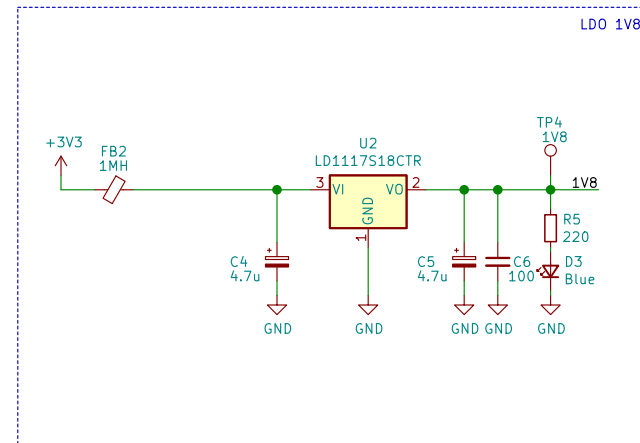 LDO 1V8
TP4
1V8
+3V3
FB2
1MH
U2
LD1117S18CTR
3
VI
VO
2
1V8
GND
1
R5
220
C4
4.7u
C5
4.7u
C6
100
D3
Blue
GND
GND
GND
GND
GND